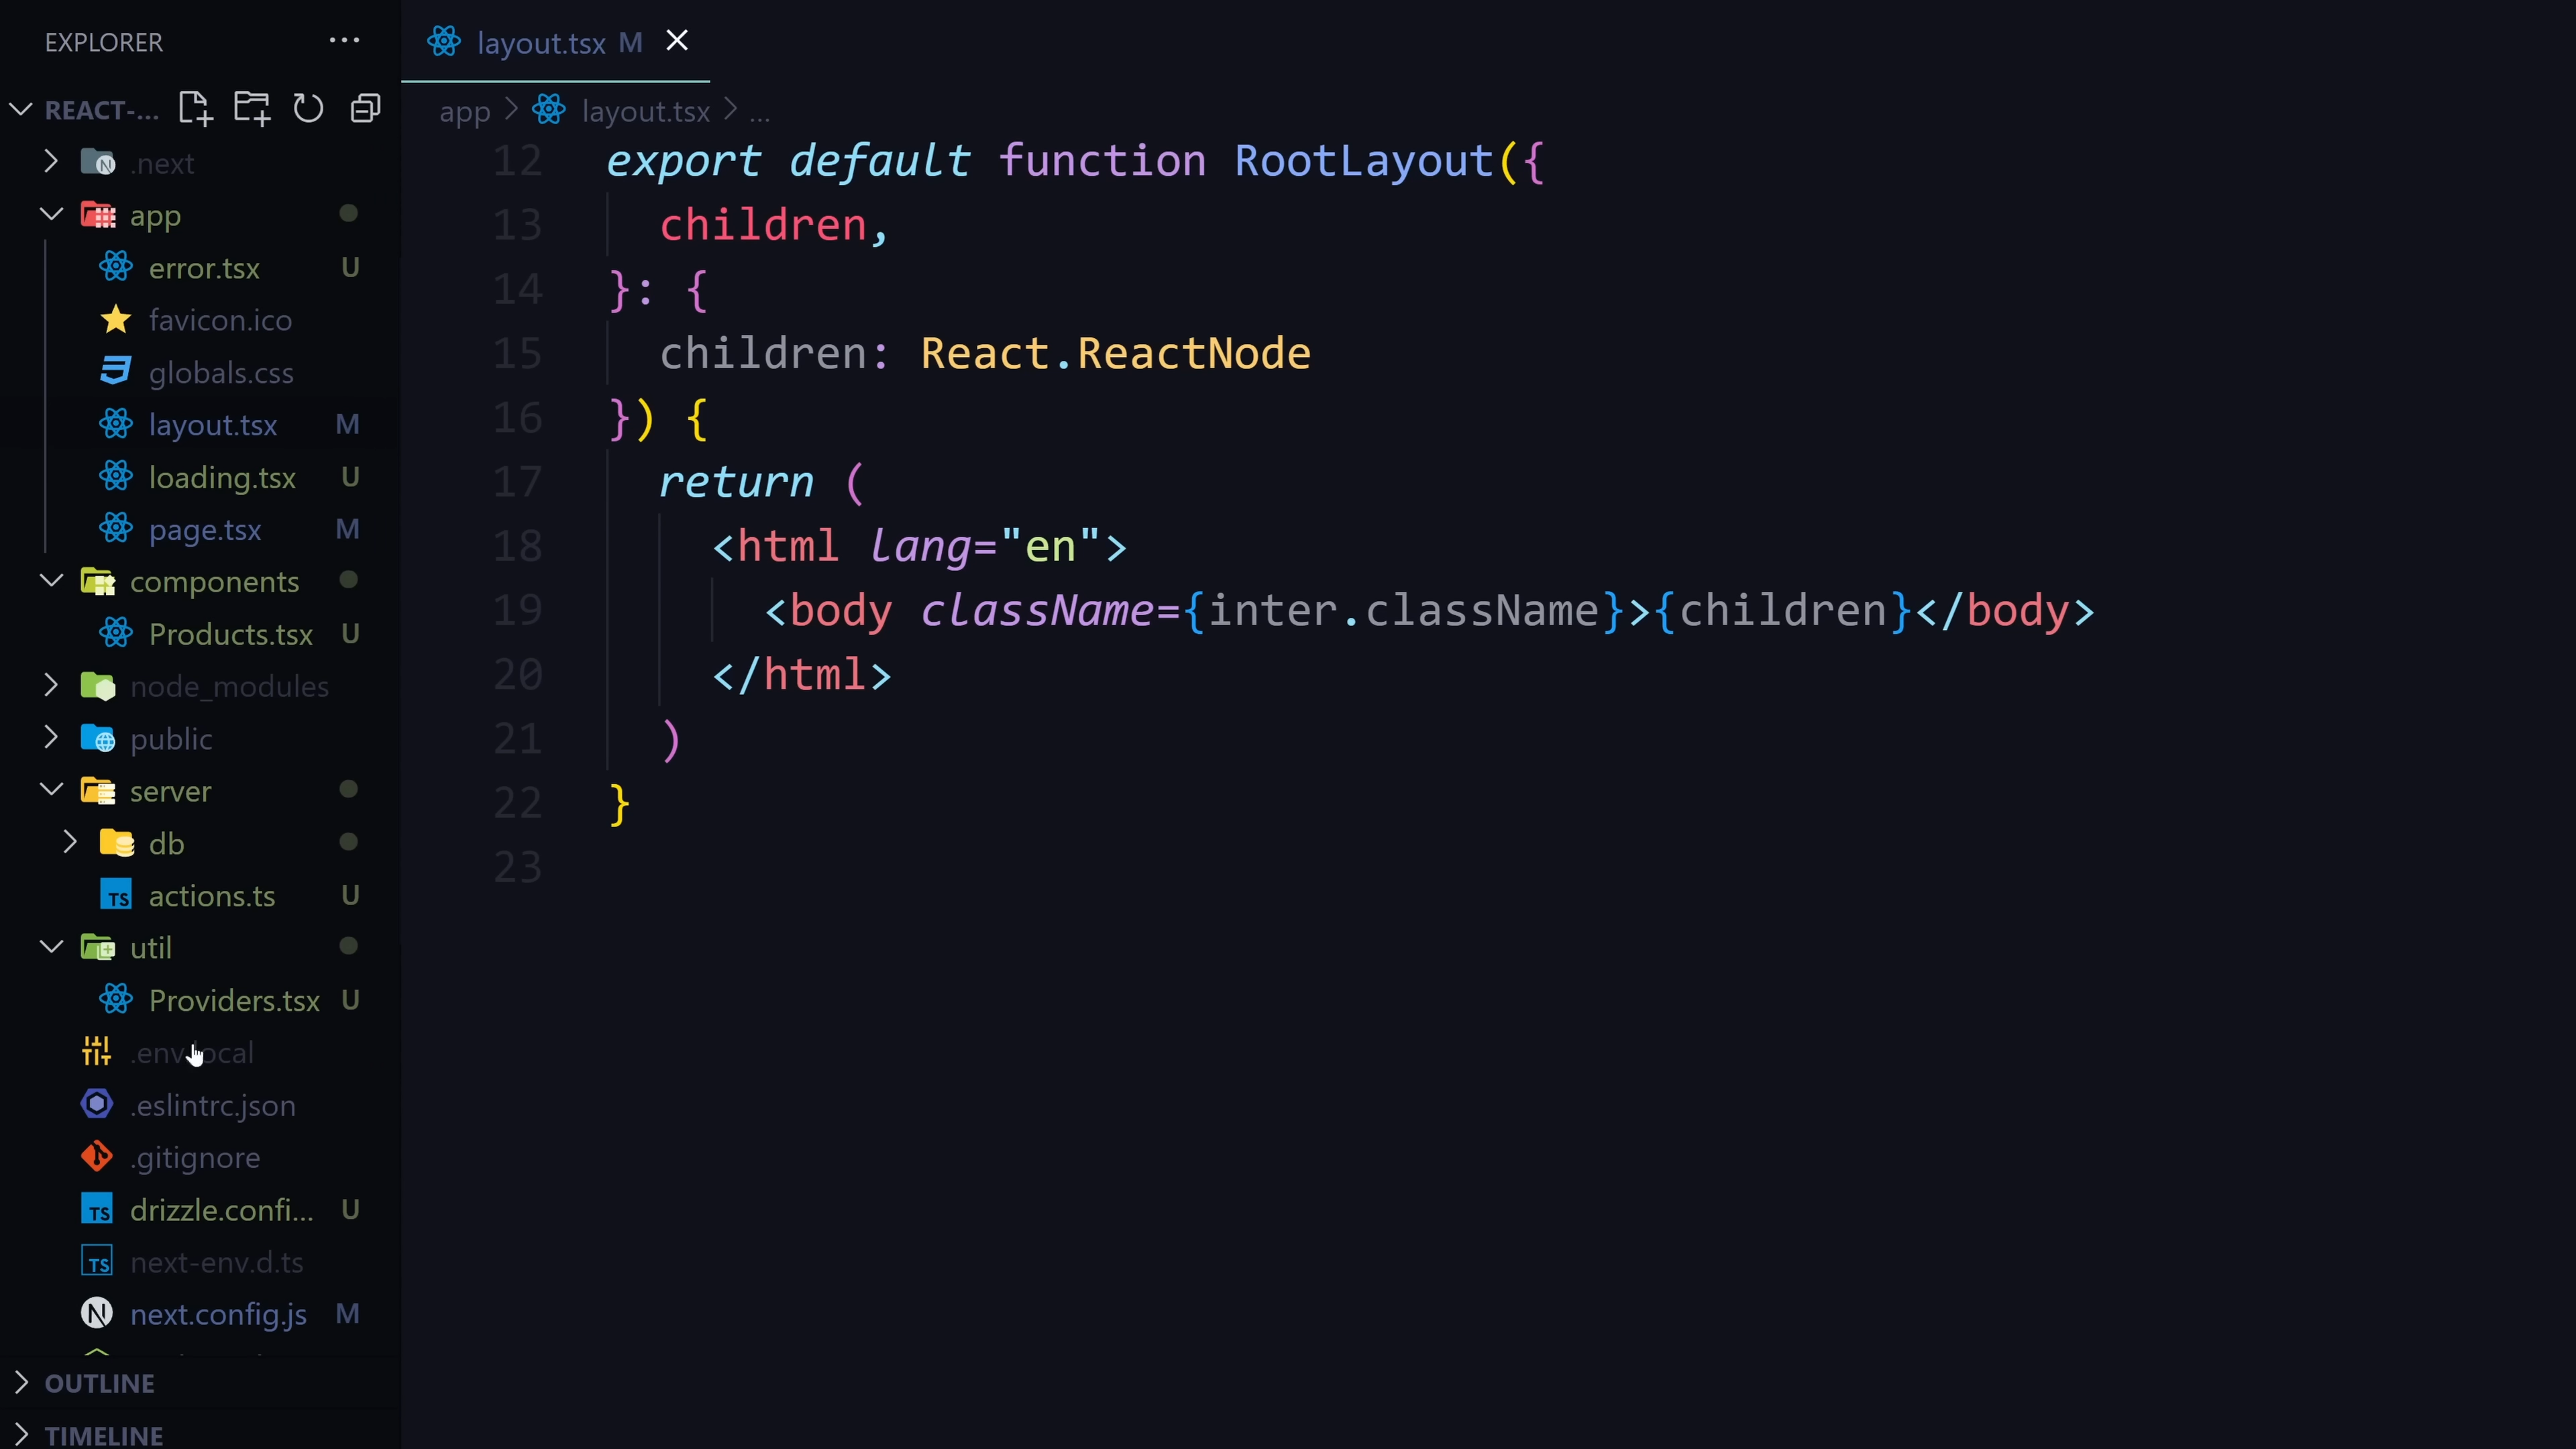 EXPLORER ...
REACT-...
.next
app
error.tsx U
favicon.ico
globals.css
layout.tsx M
loading.tsx U
page.tsx M
components
Products.tsx U
node_modules
public
server
db
actions.ts U
util
Providers.tsx U
.env.local
.eslintrc.json
.gitignore
drizzle.confi... U
next-env.d.ts
next.config.js M
OUTLINE
TIMELINE
layout.tsx M
app > layout.tsx > ...
12 export default function RootLayout({
13   children,
14 }: {
15   children: React.ReactNode
16 }) {
17   return (
18     <html lang="en">
19       <body className={inter.className}>{children}</body>
20     </html>
21   )
22 }
23